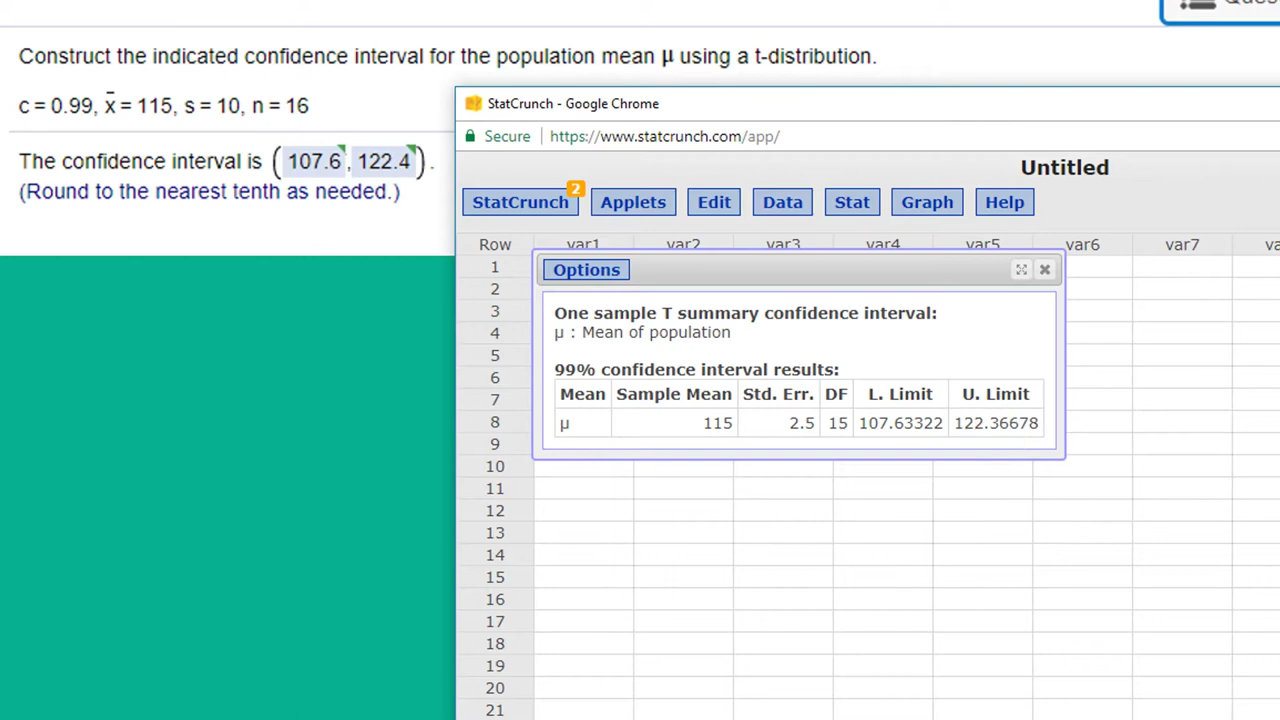 Construct the indicated confidence interval for the population mean μ using a t-distribution.
c = 0.99, x̄ = 115, s = 10, n = 16
The confidence interval is (107.6, 122.4).
(Round to the nearest tenth as needed.)
StatCrunch - Google Chrome
Secure https://www.statcrunch.com/app/
Untitled
StatCrunch 2 Applets Edit Data Stat Graph Help
Row var1 var2 var3 var4 var5 var6 var7
1
2
3
4
5
6
7
8
9
10
11
12
13
14
15
16
17
18
19
20
21
Options
One sample T summary confidence interval:
μ : Mean of population
99% confidence interval results:
Mean Sample Mean Std. Err. DF L. Limit U. Limit
μ 115 2.5 15 107.63322 122.36678